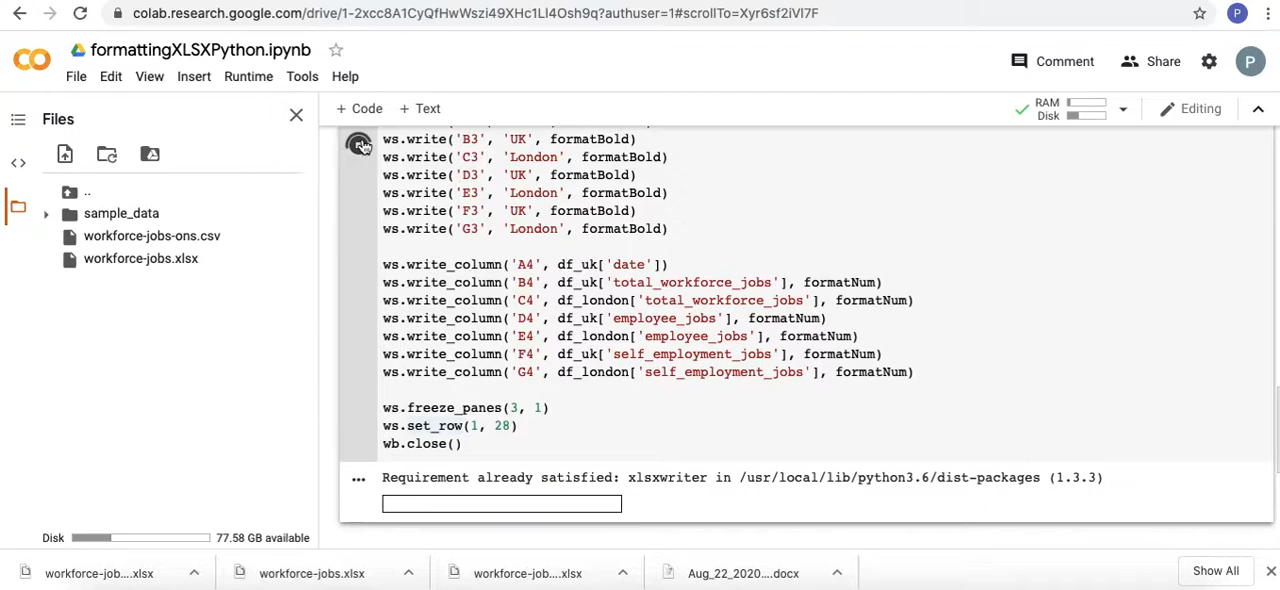 colab.research.google.com/drive/1-2xcc8A1CyQfHwWszi49XHc1LI4Osh9q?authuser=1#scrollTo=Xyr6sf2iVl7F
P
formattingXLSXPython.ipynb
File Edit View Insert Runtime Tools Help
Comment Share P
Files
+ Code + Text
RAM
Disk
Editing
ws.write('B3', 'UK', formatBold)
ws.write('C3', 'London', formatBold)
ws.write('D3', 'UK', formatBold)
ws.write('E3', 'London', formatBold)
ws.write('F3', 'UK', formatBold)
ws.write('G3', 'London', formatBold)
ws.write_column('A4', df_uk['date'])
ws.write_column('B4', df_uk['total_workforce_jobs'], formatNum)
ws.write_column('C4', df_london['total_workforce_jobs'], formatNum)
ws.write_column('D4', df_uk['employee_jobs'], formatNum)
ws.write_column('E4', df_london['employee_jobs'], formatNum)
ws.write_column('F4', df_uk['self_employment_jobs'], formatNum)
ws.write_column('G4', df_london['self_employment_jobs'], formatNum)
ws.freeze_panes(3, 1)
ws.set_row(1, 28)
wb.close()
Requirement already satisfied: xlsxwriter in /usr/local/lib/python3.6/dist-packages (1.3.3)
..
sample_data
workforce-jobs-ons.csv
workforce-jobs.xlsx
Disk 77.58 GB available
workforce-job....xlsx
workforce-jobs.xlsx
workforce-job....xlsx
Aug_22_2020....docx
Show All